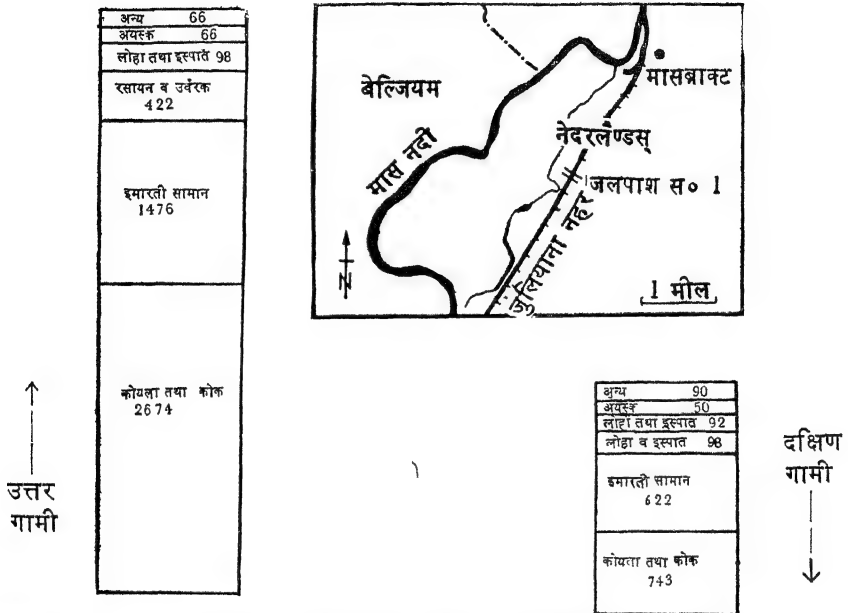 अन्य 66
अयस्क 66
लोहा तथा इस्पात 98
रसायन व उर्वरक
422
इमारती सामान
1476
कोयला तथा कोक
2674
उत्तर
गामी
बेल्जियम
मास नदी
मासब्राक्ट
नेदरलैण्डस्
जलपाश स० 1
जुलियाना नहर
N
1 मील
अन्य 90
अयस्क 50
लोहा तथा इस्पात 92
लोहा व इस्पात 98
इमारती सामान
622
कोयला तथा कोक
743
दक्षिण
गामी